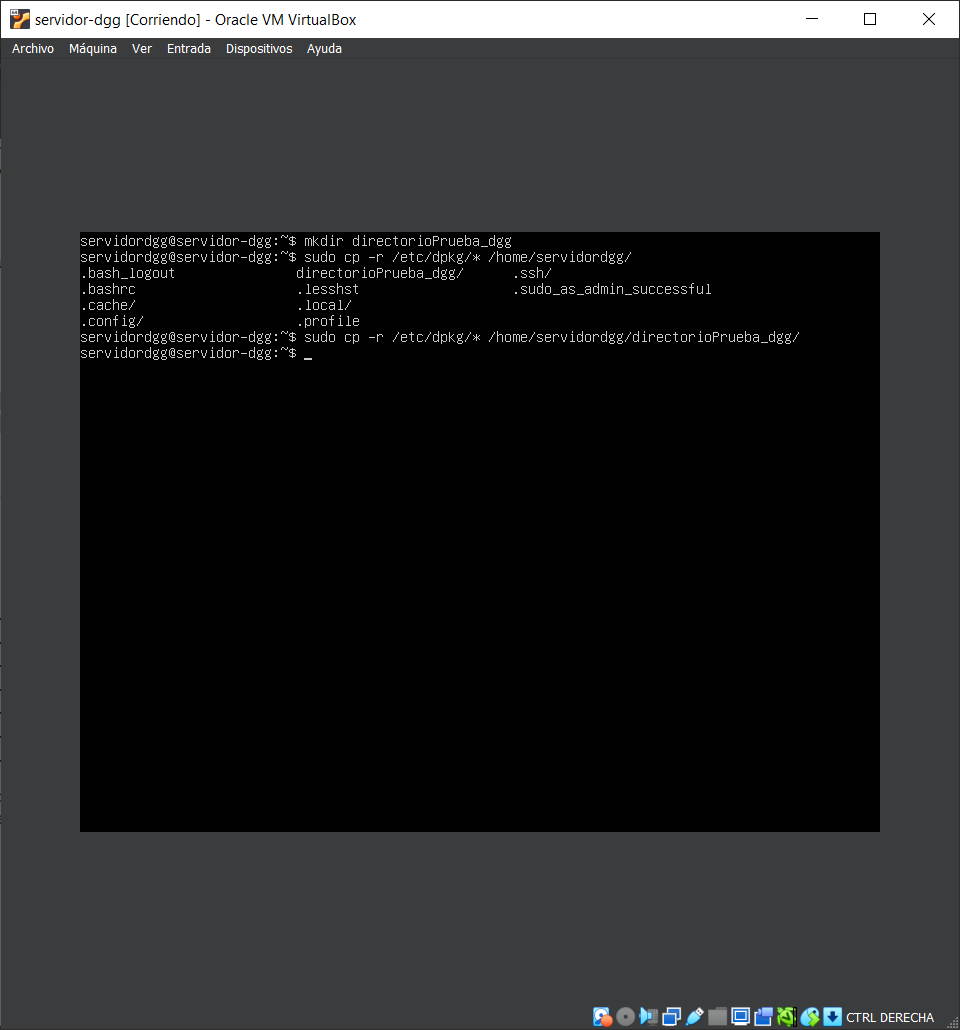 servidor-dgg [Corriendo] - Oracle VM VirtualBox
Archivo Máquina Ver Entrada Dispositivos Ayuda
servidordgg@servidor-dgg:~$ mkdir directorioPrueba_dgg
servidordgg@servidor-dgg:~$ sudo cp -r /etc/dpkg/* /home/servidordgg/
.bash_logout directorioPrueba_dgg/ .ssh/
.bashrc .lesshst .sudo_as_admin_successful
.cache/ .local/
.config/ .profile
servidordgg@servidor-dgg:~$ sudo cp -r /etc/dpkg/* /home/servidordgg/directorioPrueba_dgg/
servidordgg@servidor-dgg:~$ _
CTRL DERECHA